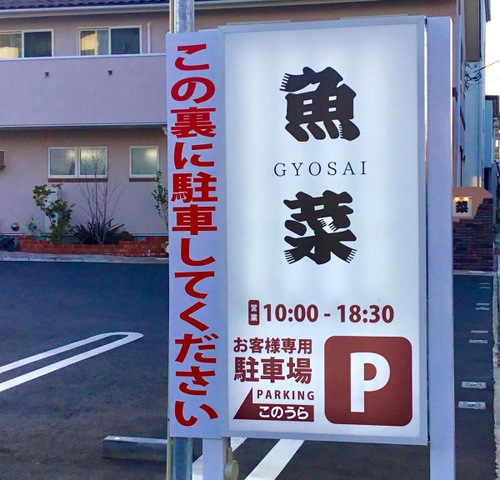 この裏に駐車してください
魚
GYOSAI
菜
営業 10:00 - 18:30
お客様専用
駐車場
PARKING
このうら
P